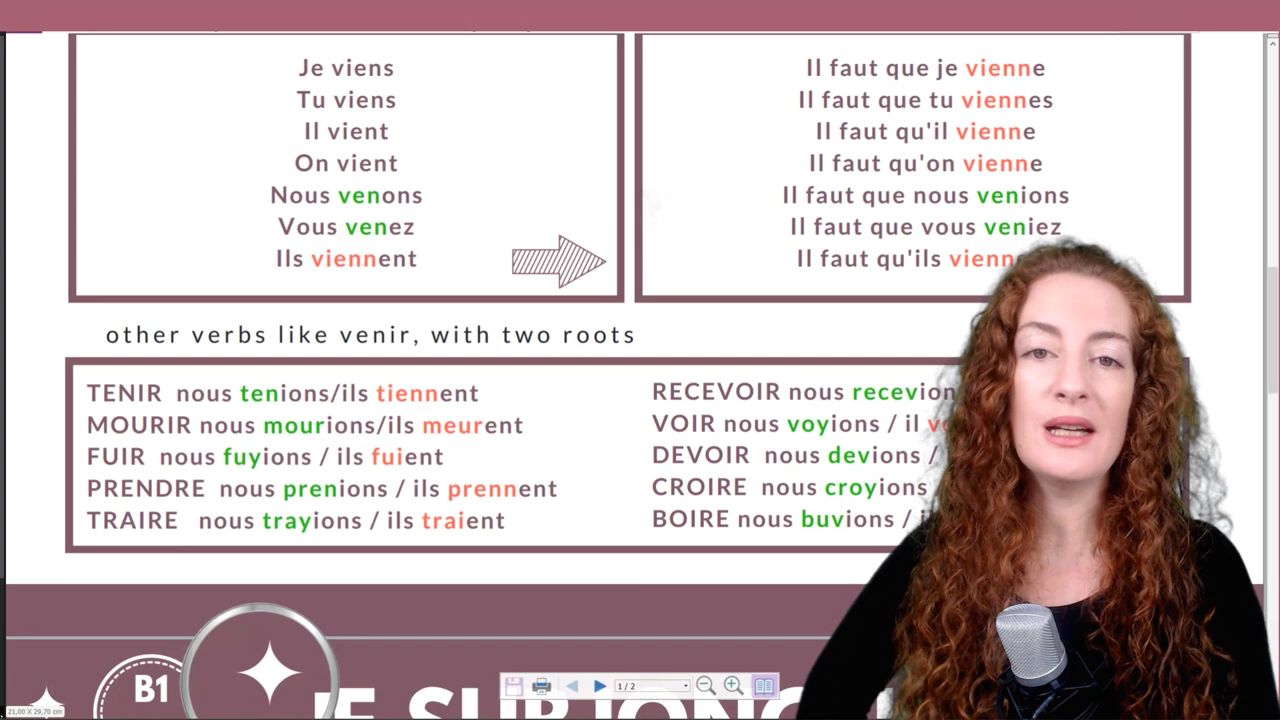 Je viens
Tu viens
Il vient
On vient
Nous venons
Vous venez
Ils viennent
Il faut que je vienne
Il faut que tu viennes
Il faut qu'il vienne
Il faut qu'on vienne
Il faut que nous venions
Il faut que vous veniez
Il faut qu'ils
other verbs like venir, with two roots
TENIR nous tenions/ils tiennent
MOURIR nous mourions/ils meurent
FUIR nous fuyions / ils fuient
PRENDRE nous prenions / ils prennent
TRAIRE nous trayions / ils traient
RECEVOIR nous
VOIR nous voyions / il
DEVOIR nous devions /
CROIRE nous croyions
BOIRE nous buvions /
B1
1/2
21,00 X 29,70 cm